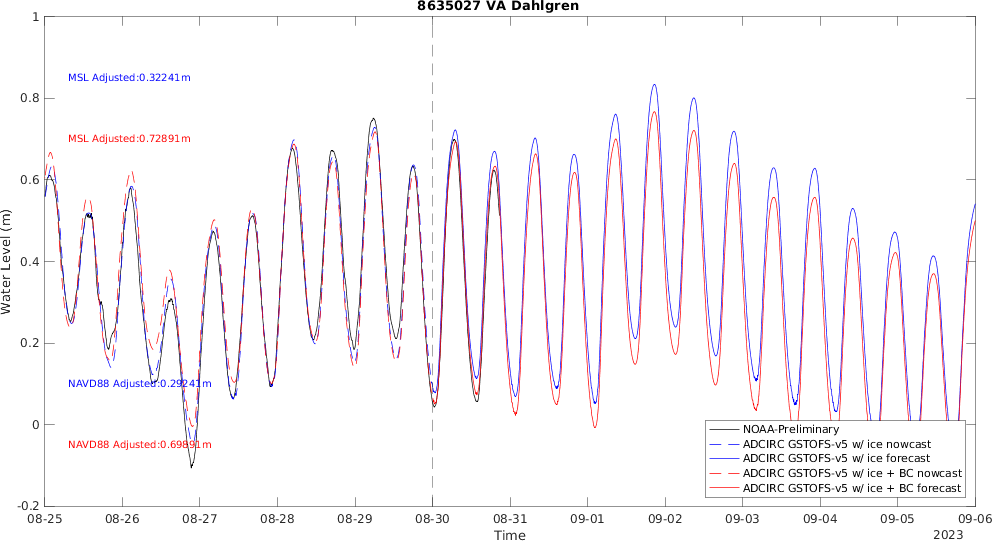 8635027 VA Dahlgren
1
0.8
0.6
0.4
0.2
0
-0.2
Water Level (m)
MSL Adjusted:0.32241m
MSL Adjusted:0.72891m
NAVD88 Adjusted:0.29241m
NAVD88 Adjusted:0.69891m
NOAA-Preliminary
ADCIRC GSTOFS-v5 w/ ice nowcast
ADCIRC GSTOFS-v5 w/ ice forecast
ADCIRC GSTOFS-v5 w/ ice + BC nowcast
ADCIRC GSTOFS-v5 w/ ice + BC forecast
08-25 08-26 08-27 08-28 08-29 08-30 08-31 09-01 09-02 09-03 09-04 09-05 09-06
Time
2023